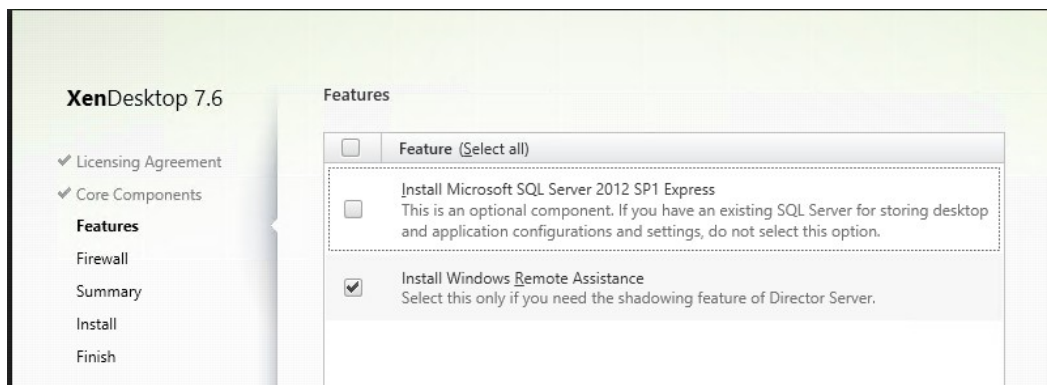 XenDesktop 7.6
Licensing Agreement
Core Components
Features
Firewall
Summary
Install
Finish
Features
Feature (Select all)
Install Microsoft SQL Server 2012 SP1 Express
This is an optional component. If you have an existing SQL Server for storing desktop
and application configurations and settings, do not select this option.
Install Windows Remote Assistance
Select this only if you need the shadowing feature of Director Server.